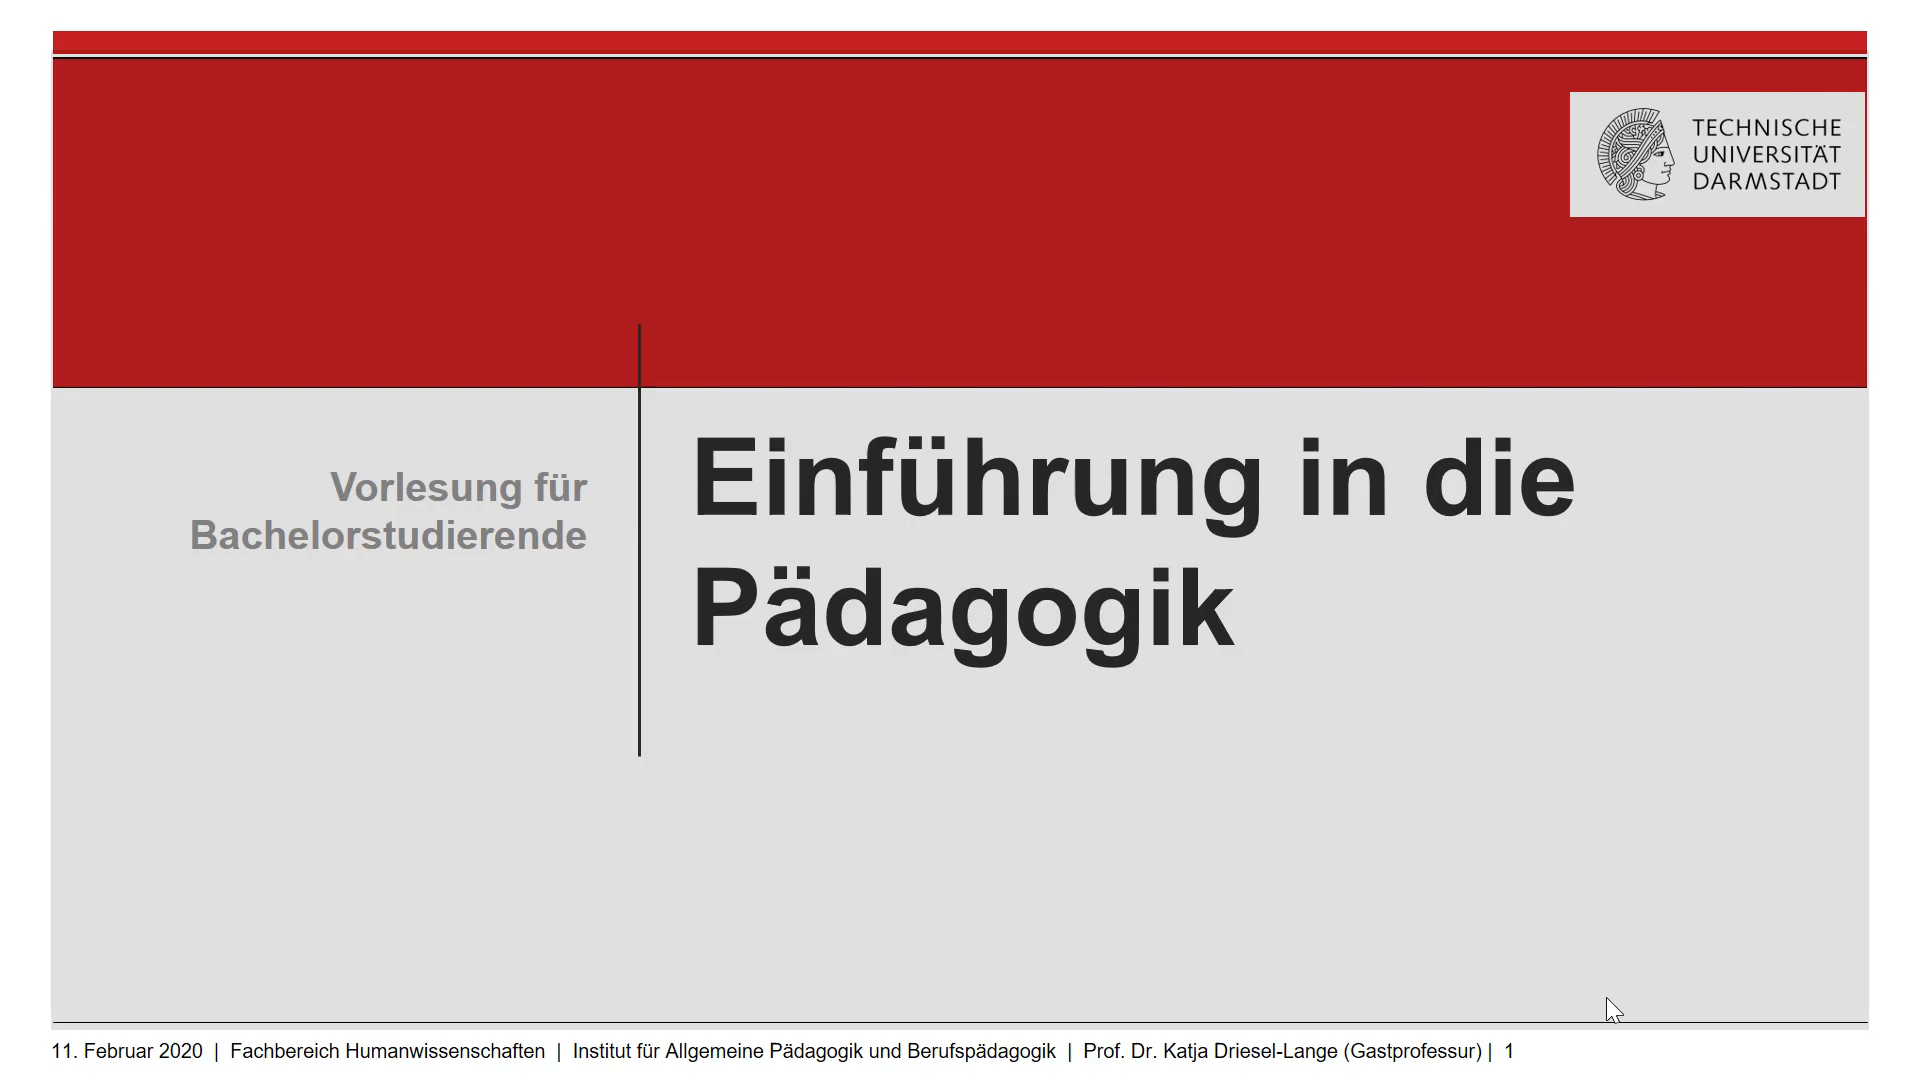 TECHNISCHE
UNIVERSITÄT
DARMSTADT
Vorlesung für
Bachelorstudierende
Einführung in die
Pädagogik
11. Februar 2020 | Fachbereich Humanwissenschaften | Institut für Allgemeine Pädagogik und Berufspädagogik | Prof. Dr. Katja Driesel-Lange (Gastprofessur) | 1